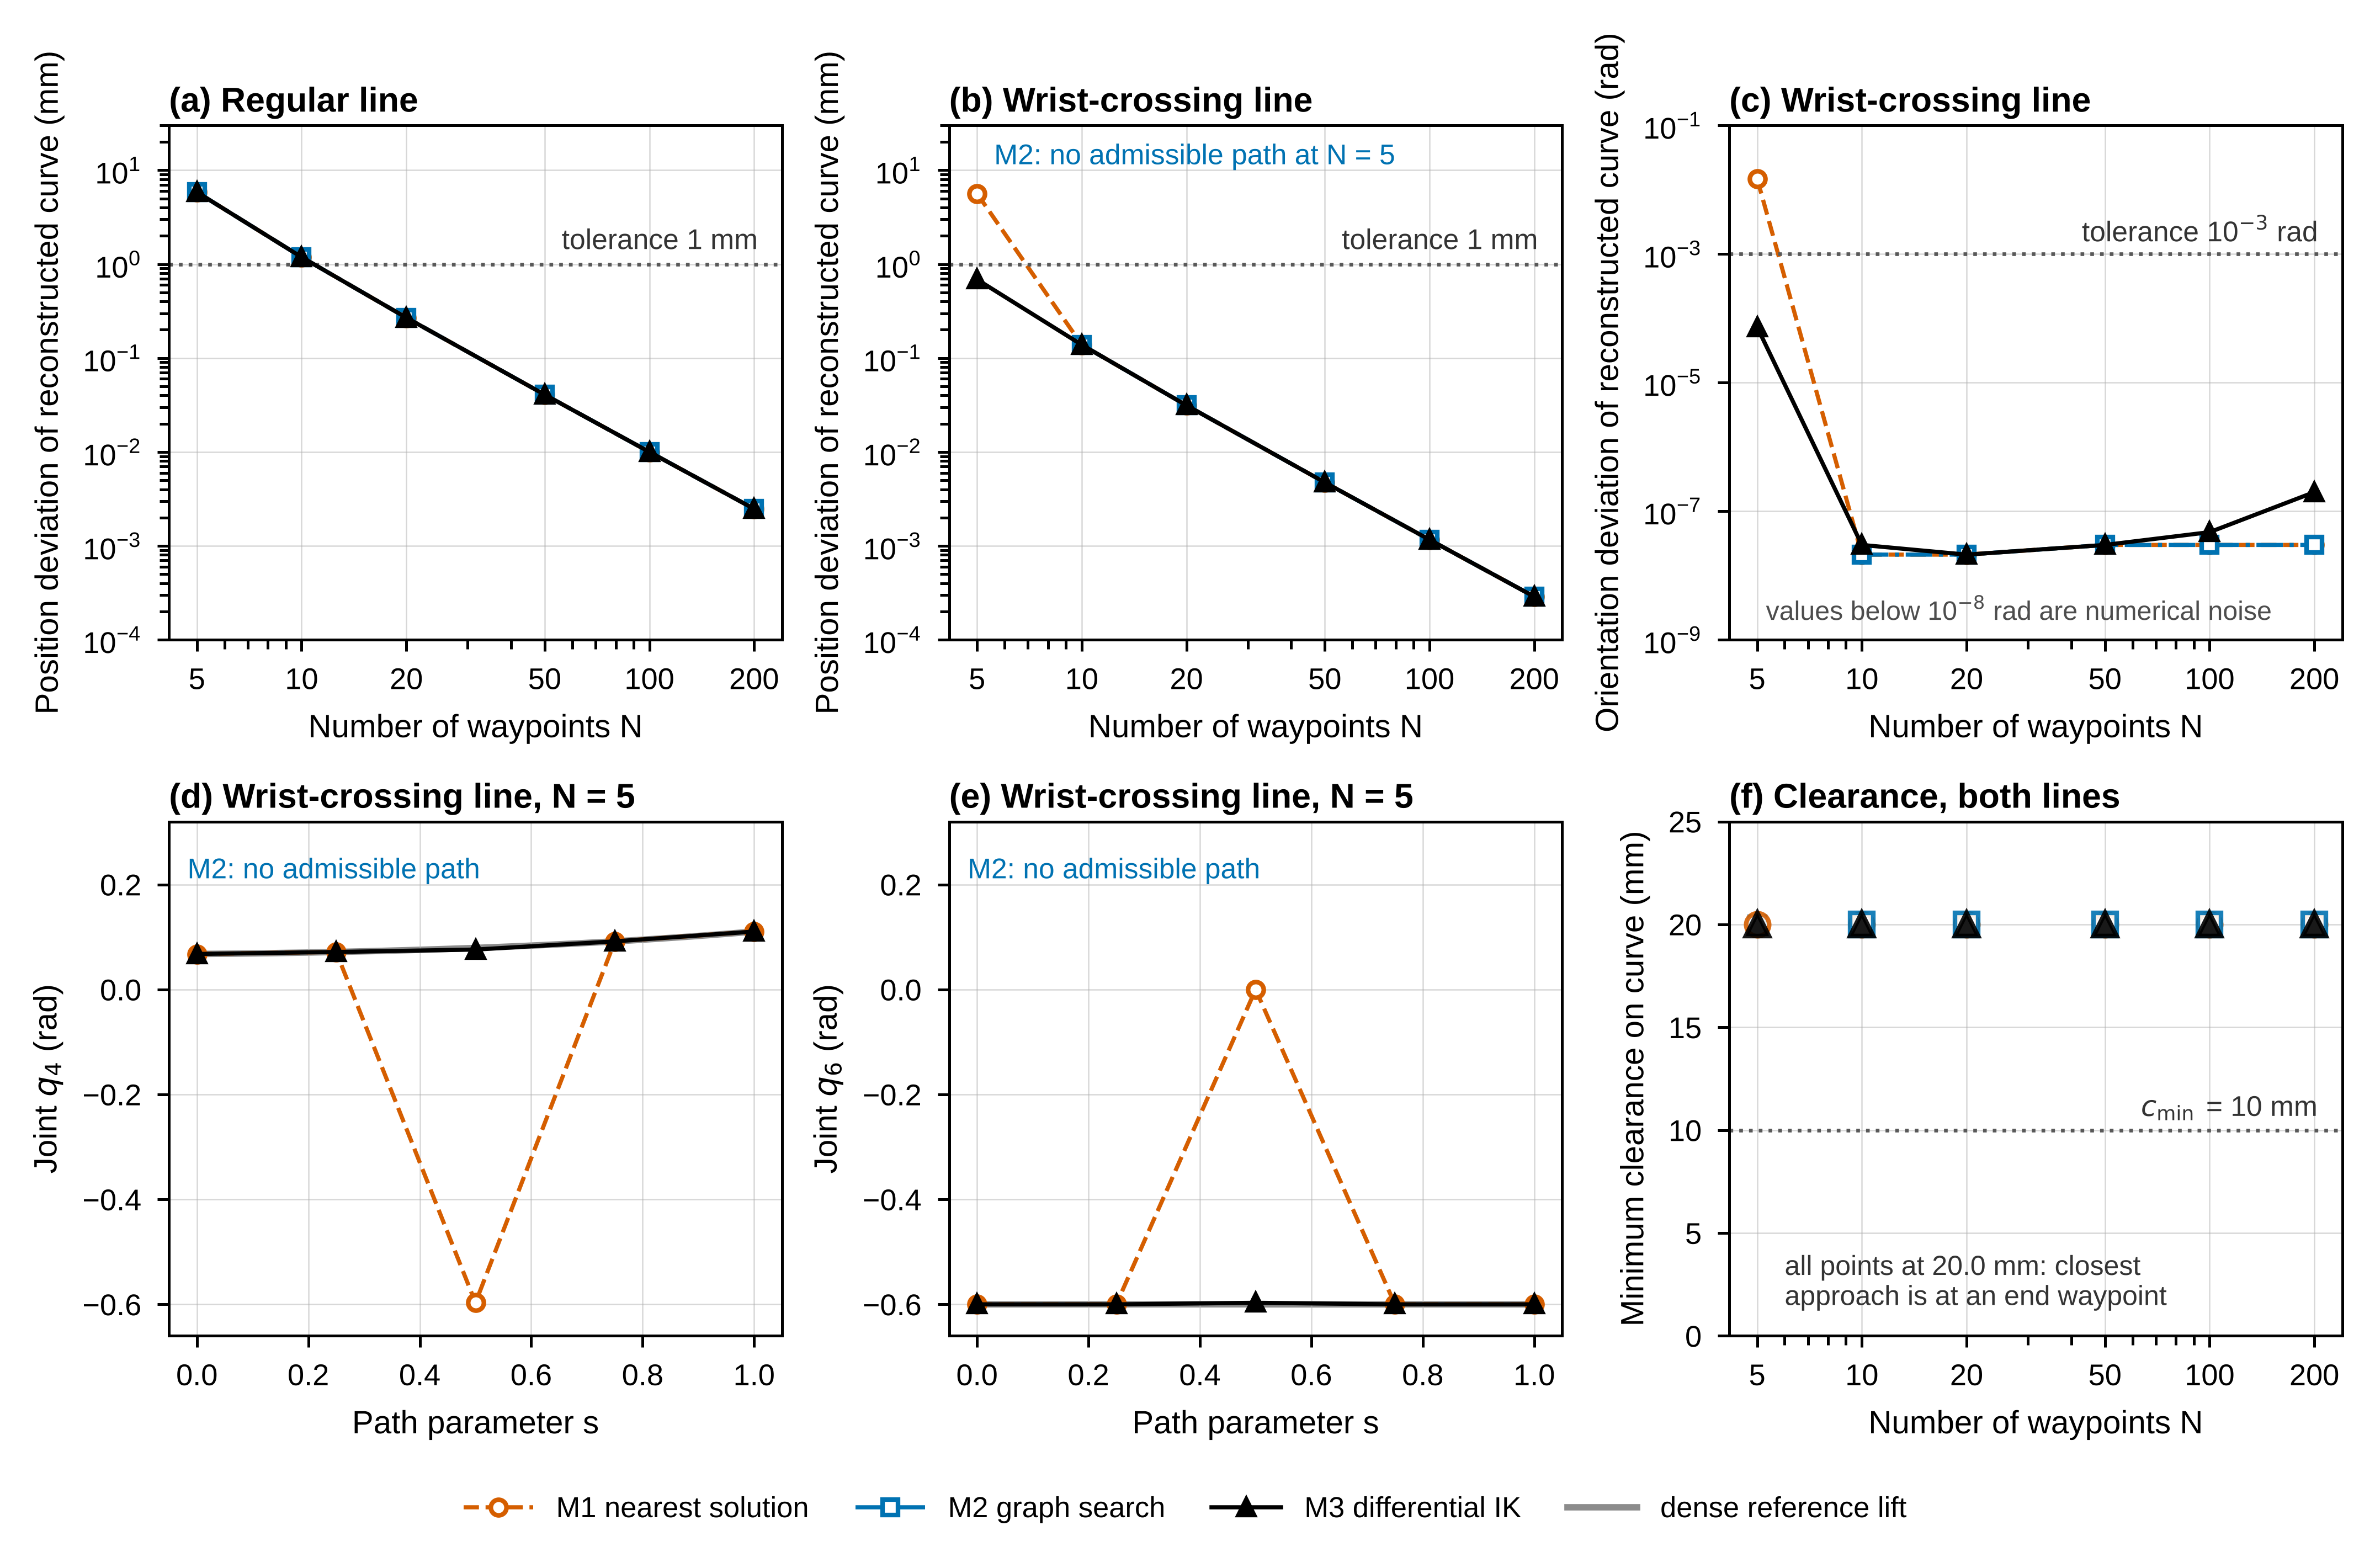 (a) Regular line
Position deviation of reconstructed curve (mm)
10¹
10⁰
10⁻¹
10⁻²
10⁻³
10⁻⁴
tolerance 1 mm
5 10 20 50 100 200
Number of waypoints N
(b) Wrist-crossing line
Position deviation of reconstructed curve (mm)
10¹
10⁰
10⁻¹
10⁻²
10⁻³
10⁻⁴
M2: no admissible path at N = 5
tolerance 1 mm
5 10 20 50 100 200
Number of waypoints N
(c) Wrist-crossing line
Orientation deviation of reconstructed curve (rad)
10⁻¹
10⁻³
10⁻⁵
10⁻⁷
10⁻⁹
tolerance 10⁻³ rad
values below 10⁻⁸ rad are numerical noise
5 10 20 50 100 200
Number of waypoints N
(d) Wrist-crossing line, N = 5
Joint q₄ (rad)
0.2
0.0
−0.2
−0.4
−0.6
M2: no admissible path
0.0 0.2 0.4 0.6 0.8 1.0
Path parameter s
(e) Wrist-crossing line, N = 5
Joint q₆ (rad)
0.2
0.0
−0.2
−0.4
−0.6
M2: no admissible path
0.0 0.2 0.4 0.6 0.8 1.0
Path parameter s
(f) Clearance, both lines
Minimum clearance on curve (mm)
25
20
15
10
5
0
c_min = 10 mm
all points at 20.0 mm: closest
approach is at an end waypoint
5 10 20 50 100 200
Number of waypoints N
M1 nearest solution M2 graph search M3 differential IK dense reference lift